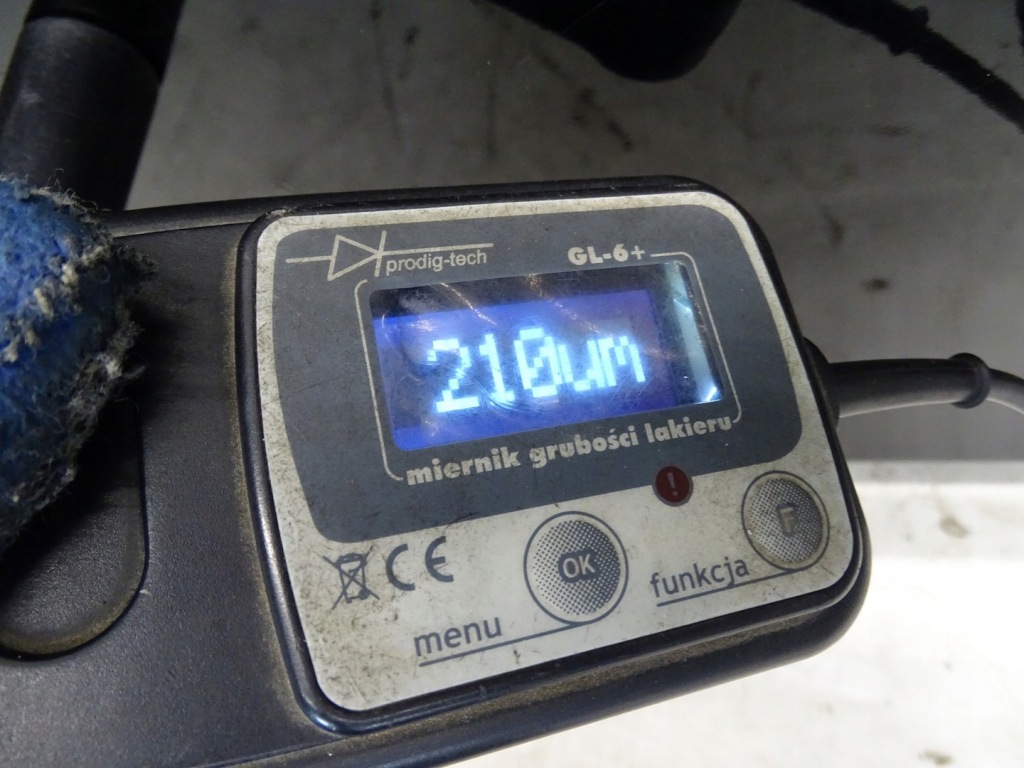 prodig-tech
GL-6+
210um
miernik grubości lakieru
!
CE
OK
F
menu
funkcja